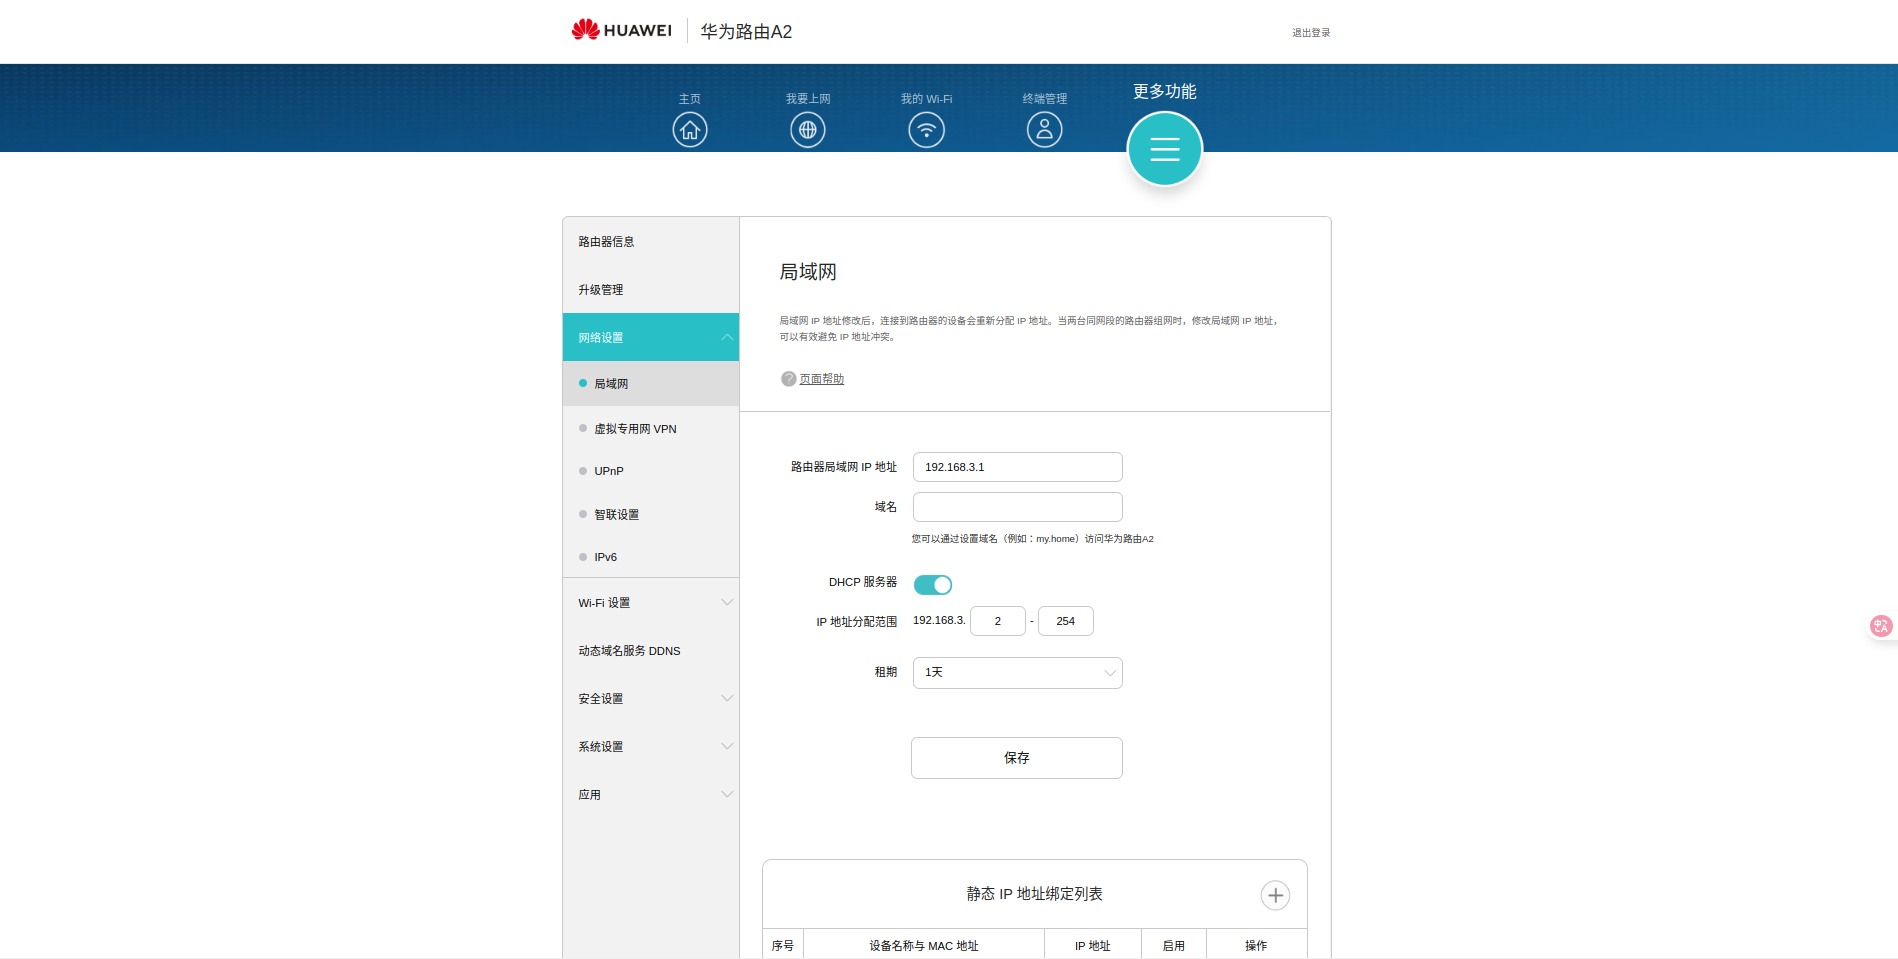 HUAWEI 华为路由A2
退出登录
主页
我要上网
我的 Wi-Fi
终端管理
更多功能
路由器信息
升级管理
网络设置
局域网
虚拟专用网 VPN
UPnP
智联设置
IPv6
Wi-Fi 设置
动态域名服务 DDNS
安全设置
系统设置
应用
局域网
局域网 IP 地址修改后，连接到路由器的设备会重新分配 IP 地址。当两台同网段的路由器组网时，修改局域网 IP 地址，
可以有效避免 IP 地址冲突。
? 页面帮助
路由器局域网 IP 地址 192.168.3.1
域名
您可以通过设置域名（例如：my.home）访问华为路由A2
DHCP 服务器
IP 地址分配范围 192.168.3. 2 - 254
租期 1天
保存
静态 IP 地址绑定列表
序号 设备名称与 MAC 地址 IP 地址 启用 操作
中 A